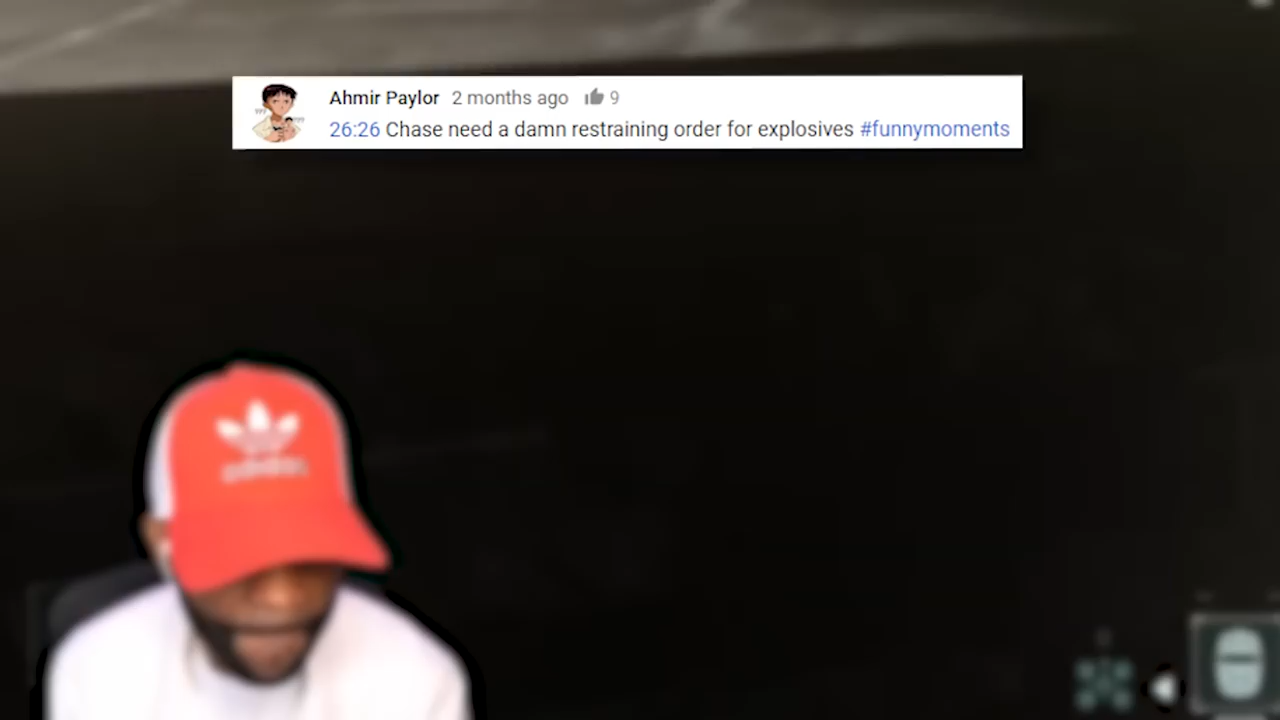 Ahmir Paylor 2 months ago 9
26:26 Chase need a damn restraining order for explosives #funnymoments